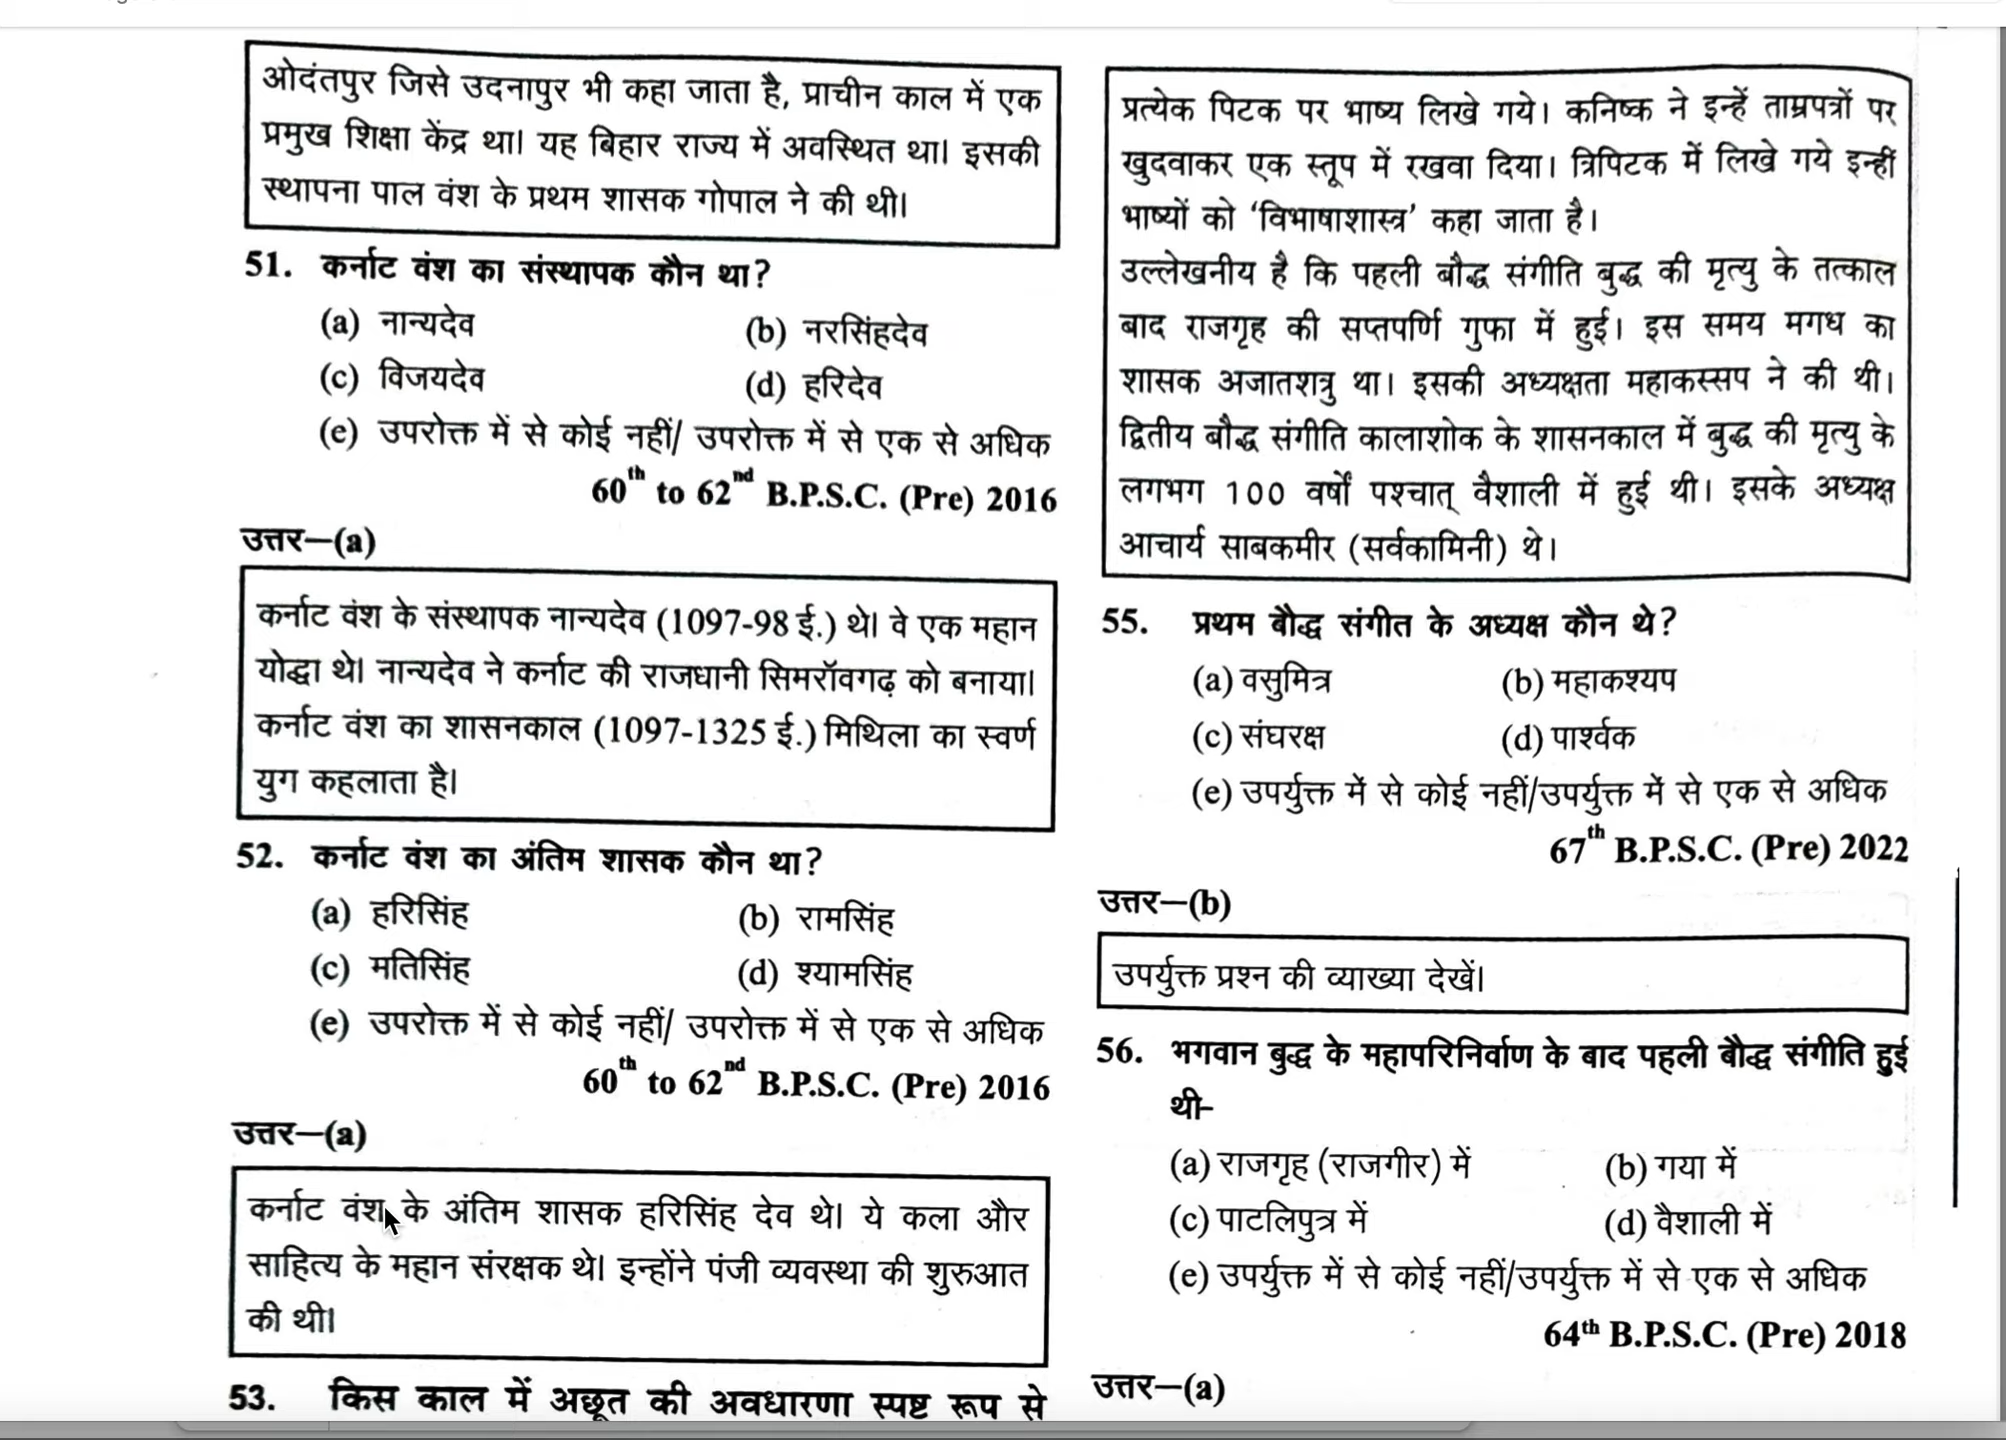 ओदंतपुर जिसे उदनापुर भी कहा जाता है, प्राचीन काल में एक
प्रमुख शिक्षा केंद्र था। यह बिहार राज्य में अवस्थित था। इसकी
स्थापना पाल वंश के प्रथम शासक गोपाल ने की थी।
51. कर्नाट वंश का संस्थापक कौन था?
(a) नान्यदेव (b) नरसिंहदेव
(c) विजयदेव (d) हरिदेव
(e) उपरोक्त में से कोई नहीं/ उपरोक्त में से एक से अधिक
60th to 62nd B.P.S.C. (Pre) 2016
उत्तर—(a)
कर्नाट वंश के संस्थापक नान्यदेव (1097-98 ई.) थे। वे एक महान
योद्धा थे। नान्यदेव ने कर्नाट की राजधानी सिमरॉवगढ़ को बनाया।
कर्नाट वंश का शासनकाल (1097-1325 ई.) मिथिला का स्वर्ण
युग कहलाता है।
52. कर्नाट वंश का अंतिम शासक कौन था?
(a) हरिसिंह (b) रामसिंह
(c) मतिसिंह (d) श्यामसिंह
(e) उपरोक्त में से कोई नहीं/ उपरोक्त में से एक से अधिक
60th to 62nd B.P.S.C. (Pre) 2016
उत्तर—(a)
कर्नाट वंश के अंतिम शासक हरिसिंह देव थे। ये कला और
साहित्य के महान संरक्षक थे। इन्होंने पंजी व्यवस्था की शुरुआत
की थी।
53. किस काल में अछूत की अवधारणा स्पष्ट रूप से
प्रत्येक पिटक पर भाष्य लिखे गये। कनिष्क ने इन्हें ताम्रपत्रों पर
खुदवाकर एक स्तूप में रखवा दिया। त्रिपिटक में लिखे गये इन्हीं
भाष्यों को ‘विभाषाशास्त्र’ कहा जाता है।
उल्लेखनीय है कि पहली बौद्ध संगीति बुद्ध की मृत्यु के तत्काल
बाद राजगृह की सप्तपर्णि गुफा में हुई। इस समय मगध का
शासक अजातशत्रु था। इसकी अध्यक्षता महाकस्सप ने की थी।
द्वितीय बौद्ध संगीति कालाशोक के शासनकाल में बुद्ध की मृत्यु के
लगभग 100 वर्षों पश्चात् वैशाली में हुई थी। इसके अध्यक्ष
आचार्य साबकमीर (सर्वकामिनी) थे।
55. प्रथम बौद्ध संगीत के अध्यक्ष कौन थे?
(a) वसुमित्र (b) महाकश्यप
(c) संघरक्ष (d) पार्श्वक
(e) उपर्युक्त में से कोई नहीं/उपर्युक्त में से एक से अधिक
67th B.P.S.C. (Pre) 2022
उत्तर—(b)
उपर्युक्त प्रश्न की व्याख्या देखें।
56. भगवान बुद्ध के महापरिनिर्वाण के बाद पहली बौद्ध संगीति हुई
थी-
(a) राजगृह (राजगीर) में (b) गया में
(c) पाटलिपुत्र में (d) वैशाली में
(e) उपर्युक्त में से कोई नहीं/उपर्युक्त में से एक से अधिक
64th B.P.S.C. (Pre) 2018
उत्तर—(a)